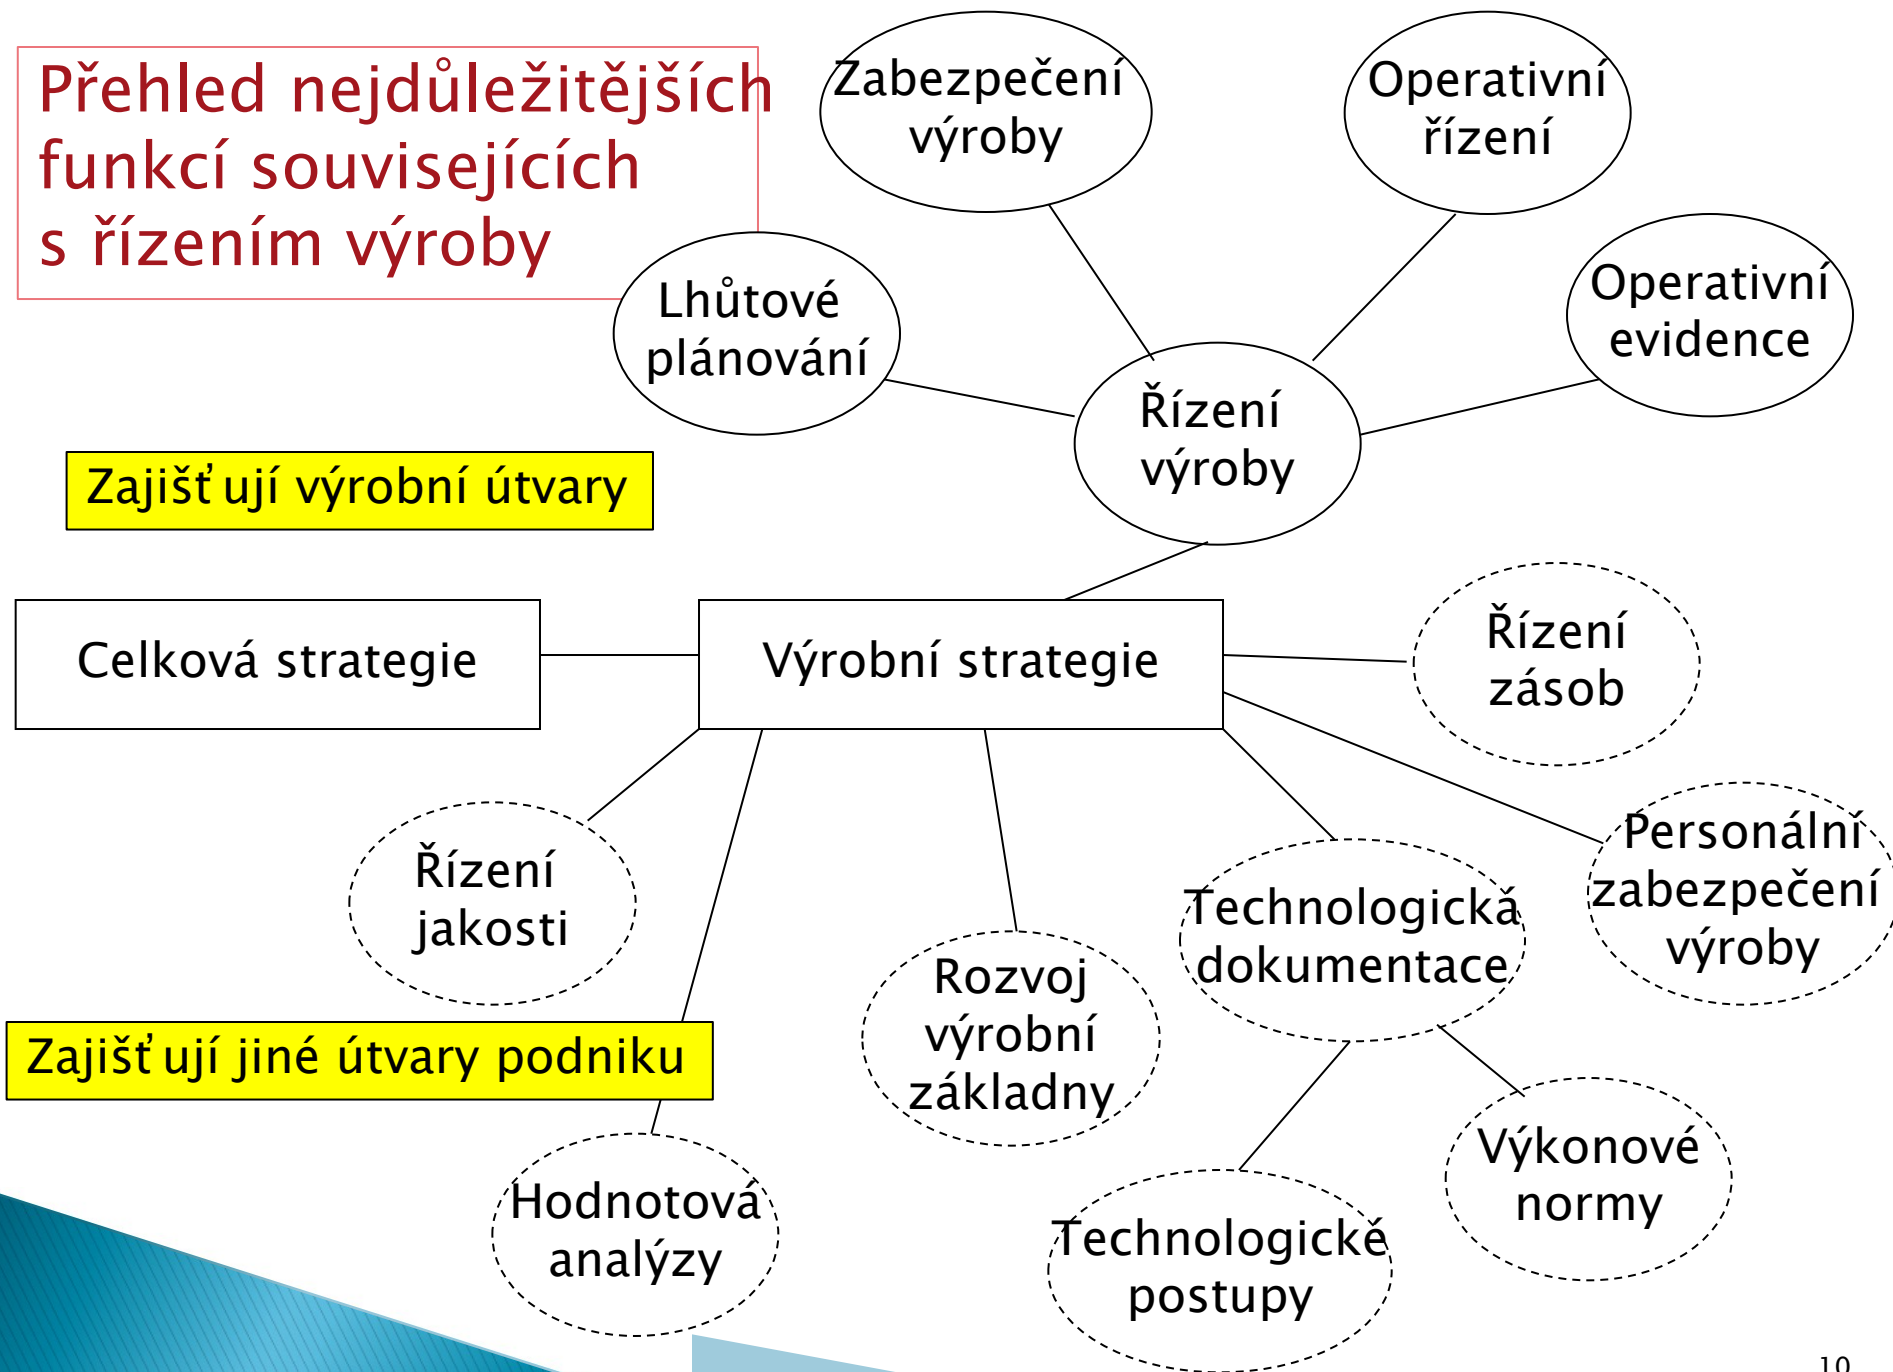 Přehled nejdůležitějších
funkcí souvisejících
s řízením výroby
Zabezpečení
výroby
Operativní
řízení
Lhůtové
plánování
Operativní
evidence
Řízení
výroby
Zajišťují výrobní útvary
Celková strategie
Výrobní strategie
Řízení
zásob
Řízení
jakosti
Personální
zabezpečení
výroby
Technologická
dokumentace
Rozvoj
výrobní
základny
Zajišťují jiné útvary podniku
Výkonové
normy
Hodnotová
analýzy
Technologické
postupy
10